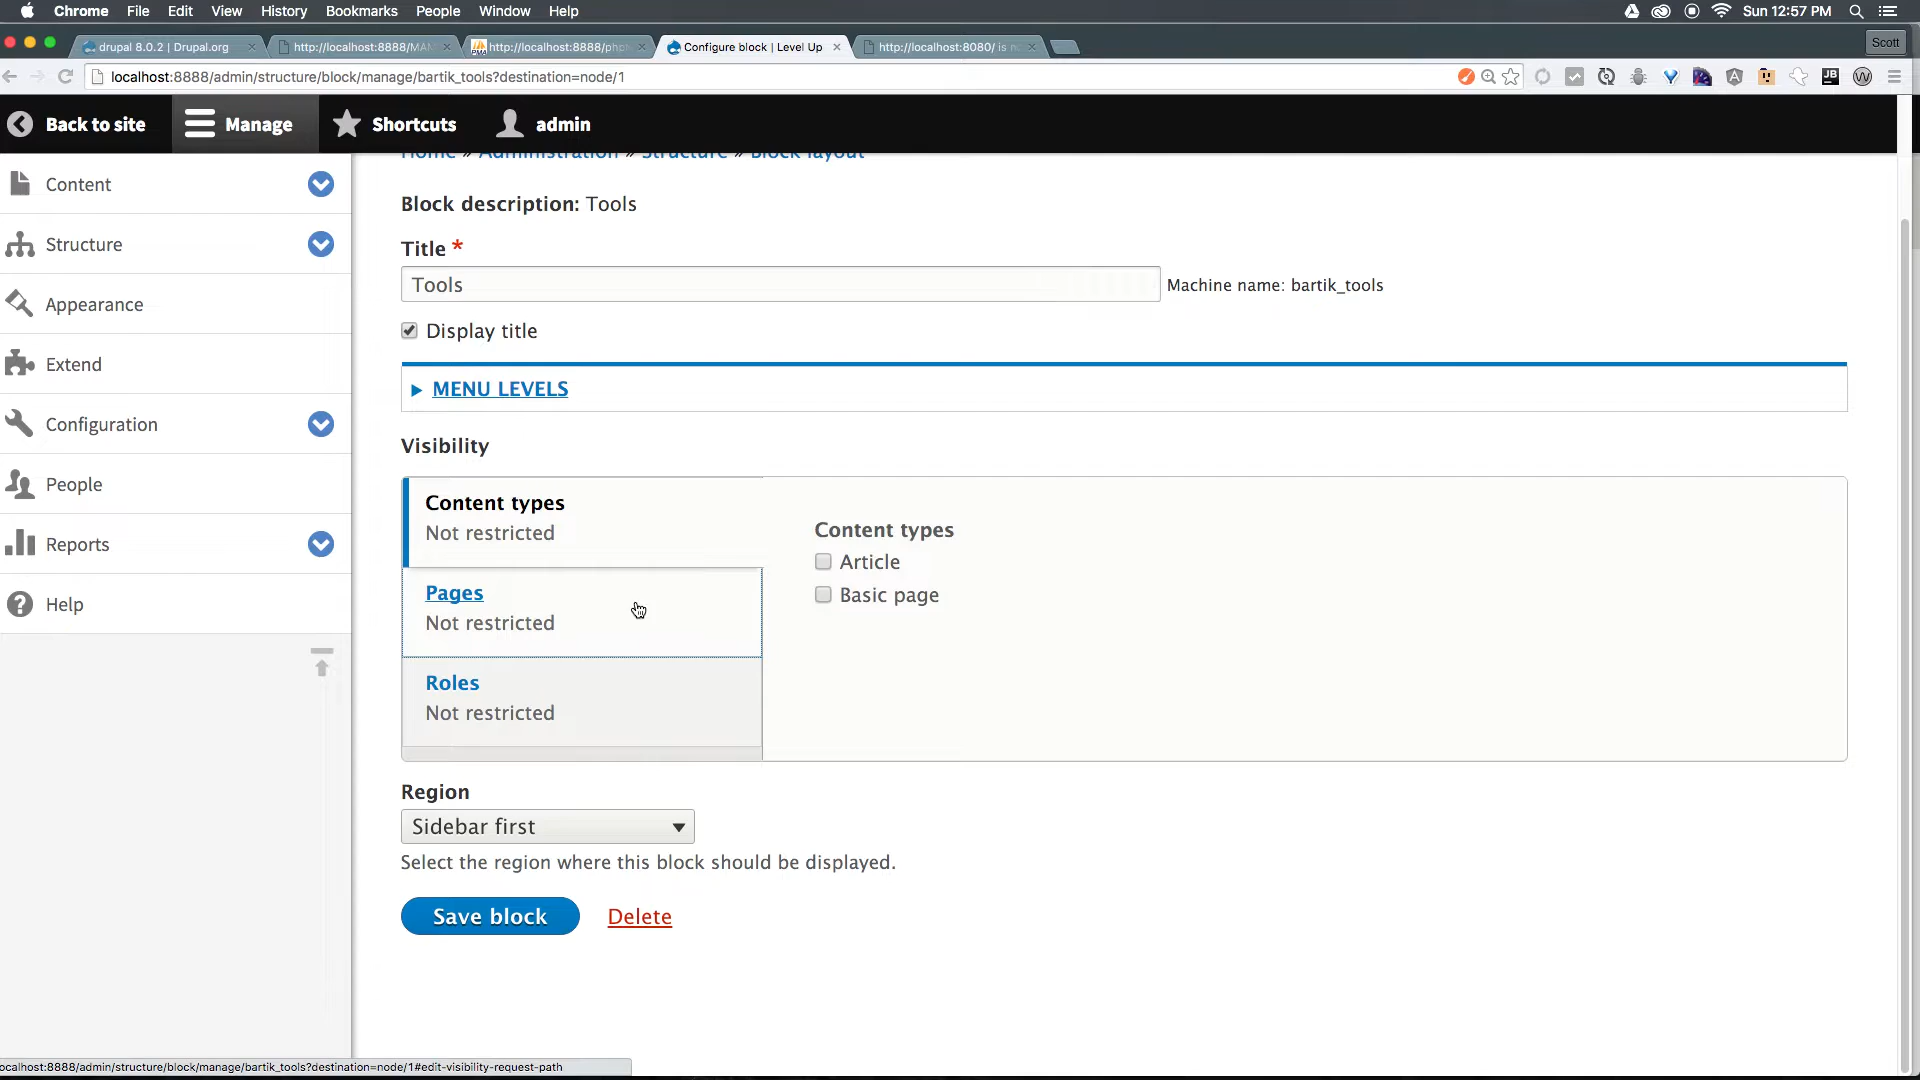 Chrome File Edit View History Bookmarks People Window Help Sun 12:57 PM
drupal 8.0.2 | Drupal.org http://localhost:8888/MA http://localhost:8888/ph Configure block | Level Up http://localhost:8080/ is n Scott
localhost:8888/admin/structure/block/manage/bartik_tools?destination=node/1
Back to site Manage Shortcuts admin
Home » Administration » Structure » Block layout
Content
Structure
Appearance
Extend
Configuration
People
Reports
Help
Block description: Tools
Title *
Tools Machine name: bartik_tools
Display title
MENU LEVELS
Visibility
Content types
Not restricted
Pages
Not restricted
Roles
Not restricted
Content types
Article
Basic page
Region
Sidebar first
Select the region where this block should be displayed.
Save block Delete
ocalhost:8888/admin/structure/block/manage/bartik_tools?destination=node/1#edit-visibility-request-path